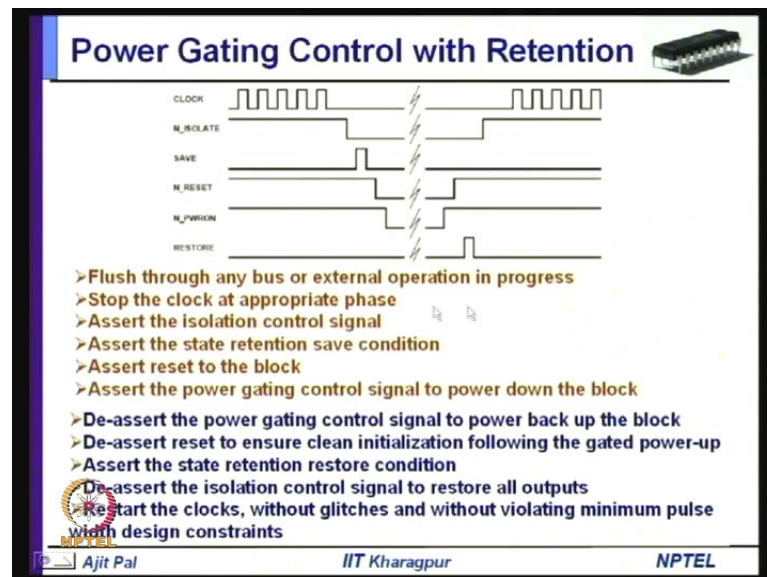 Power Gating Control with Retention
CLOCK
N_ISOLATE
SAVE
N_RESET
N_PWRON
RESTORE
➢Flush through any bus or external operation in progress
➢Stop the clock at appropriate phase
➢Assert the isolation control signal
➢Assert the state retention save condition
➢Assert reset to the block
➢Assert the power gating control signal to power down the block
➢De-assert the power gating control signal to power back up the block
➢De-assert reset to ensure clean initialization following the gated power-up
➢Assert the state retention restore condition
➢De-assert the isolation control signal to restore all outputs
➢Restart the clocks, without glitches and without violating minimum pulse
width design constraints
NPTEL
Ajit Pal
IIT Kharagpur
NPTEL